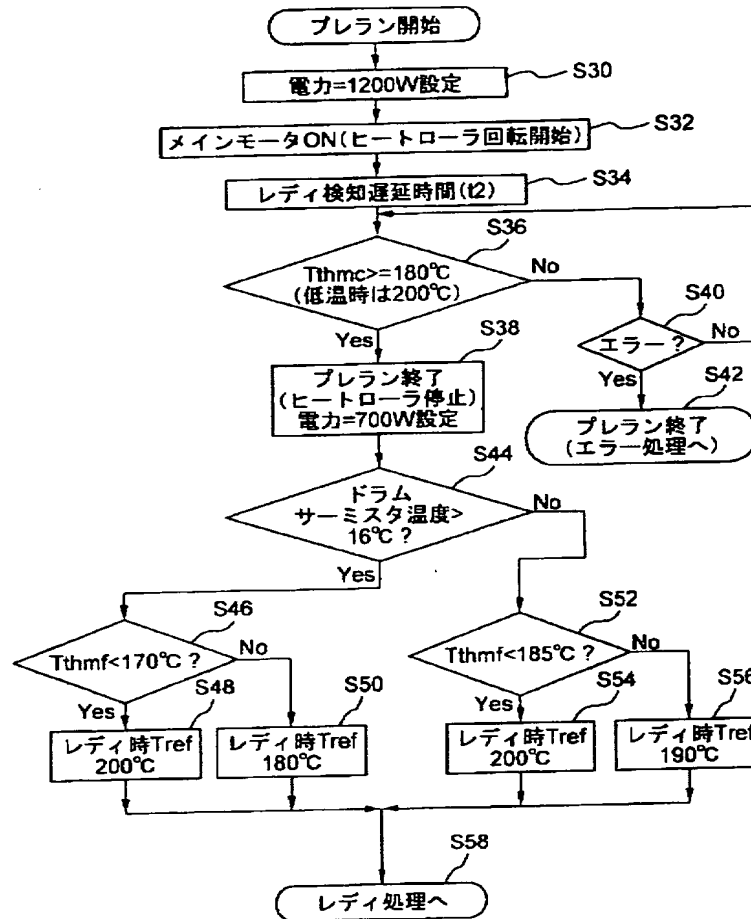 プレラン開始
S30
電力=1200W設定
S32
メインモータON(ヒートローラ回転開始)
S34
レディ検知遅延時間(t2)
S36
Tthmc>=180℃
(低温時は200℃)
No
Yes
S40
エラー?
No
Yes
S38
プレラン終了
(ヒートローラ停止)
電力=700W設定
S42
プレラン終了
(エラー処理へ)
S44
ドラム
サーミスタ温度>
16℃?
No
Yes
S46
Tthmf<170℃?
No
Yes
S52
Tthmf<185℃?
No
Yes
S48
レディ時Tref
200℃
S50
レディ時Tref
180℃
S54
レディ時Tref
200℃
S56
レディ時Tref
190℃
S58
レディ処理へ